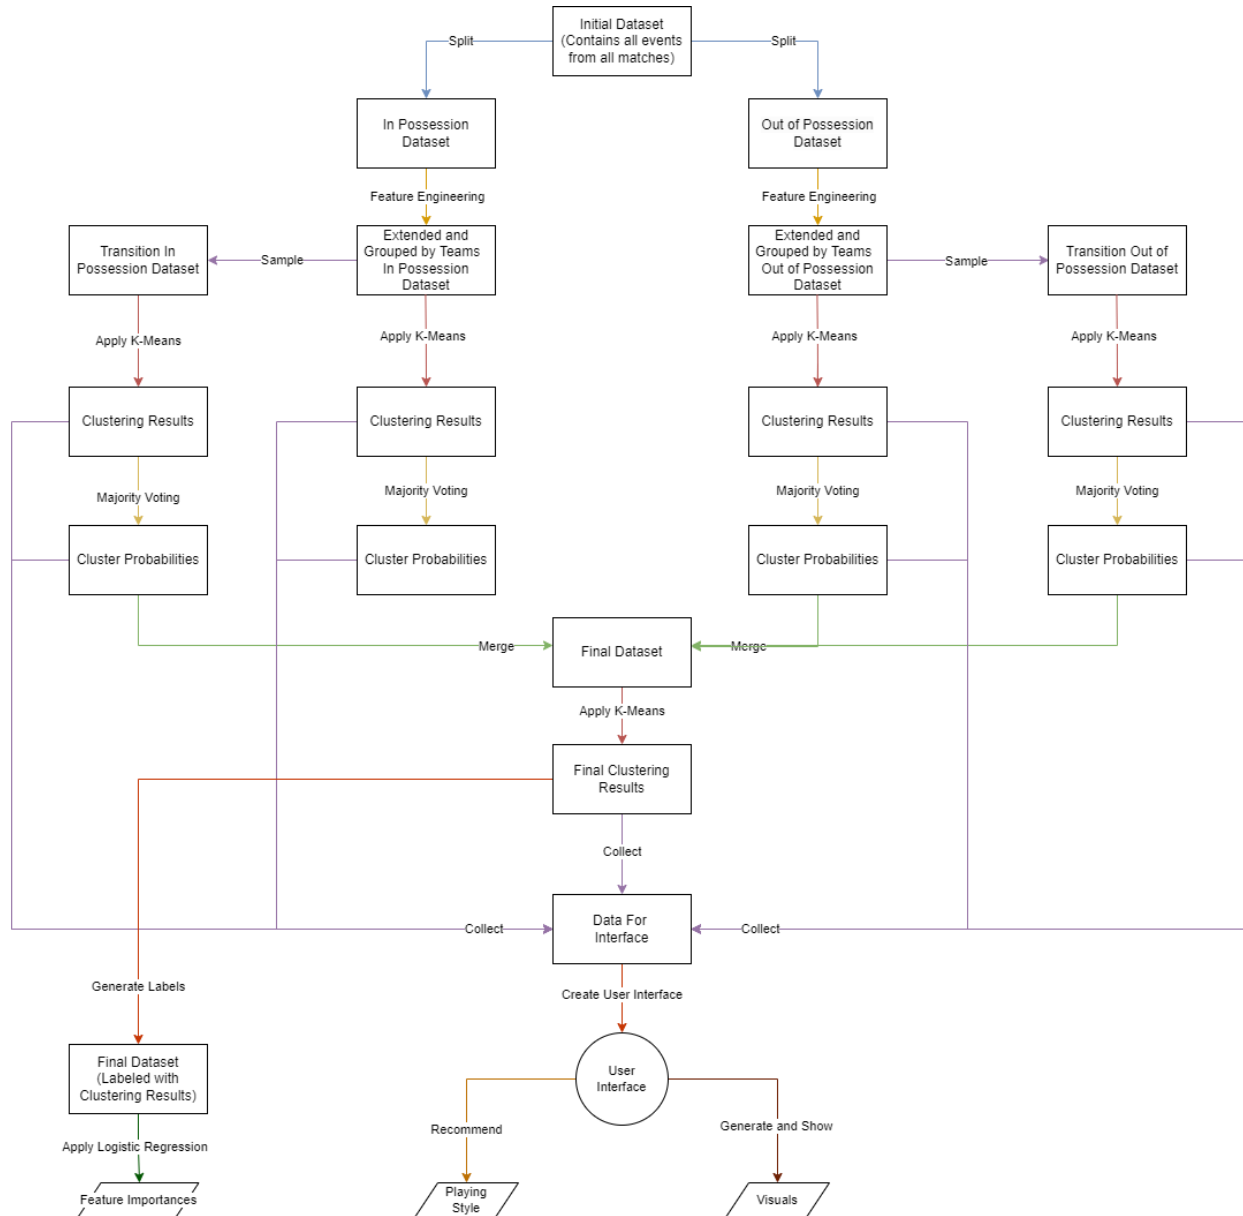 Initial Dataset
(Contains all events
from all matches)
Split
Split
In Possession
Dataset
Out of Possession
Dataset
Feature Engineering
Feature Engineering
Transition In
Possession Dataset
Sample
Extended and
Grouped by Teams
In Possession
Dataset
Extended and
Grouped by Teams
Out of Possession
Dataset
Sample
Transition Out of
Possession Dataset
Apply K-Means
Apply K-Means
Apply K-Means
Apply K-Means
Clustering Results
Clustering Results
Clustering Results
Clustering Results
Majority Voting
Majority Voting
Majority Voting
Majority Voting
Cluster Probabilities
Cluster Probabilities
Cluster Probabilities
Cluster Probabilities
Merge
Final Dataset
Merge
Apply K-Means
Final Clustering
Results
Collect
Collect
Data For
Interface
Collect
Generate Labels
Create User Interface
Final Dataset
(Labeled with
Clustering Results)
User
Interface
Recommend
Generate and Show
Apply Logistic Regression
Feature Importances
Playing
Style
Visuals